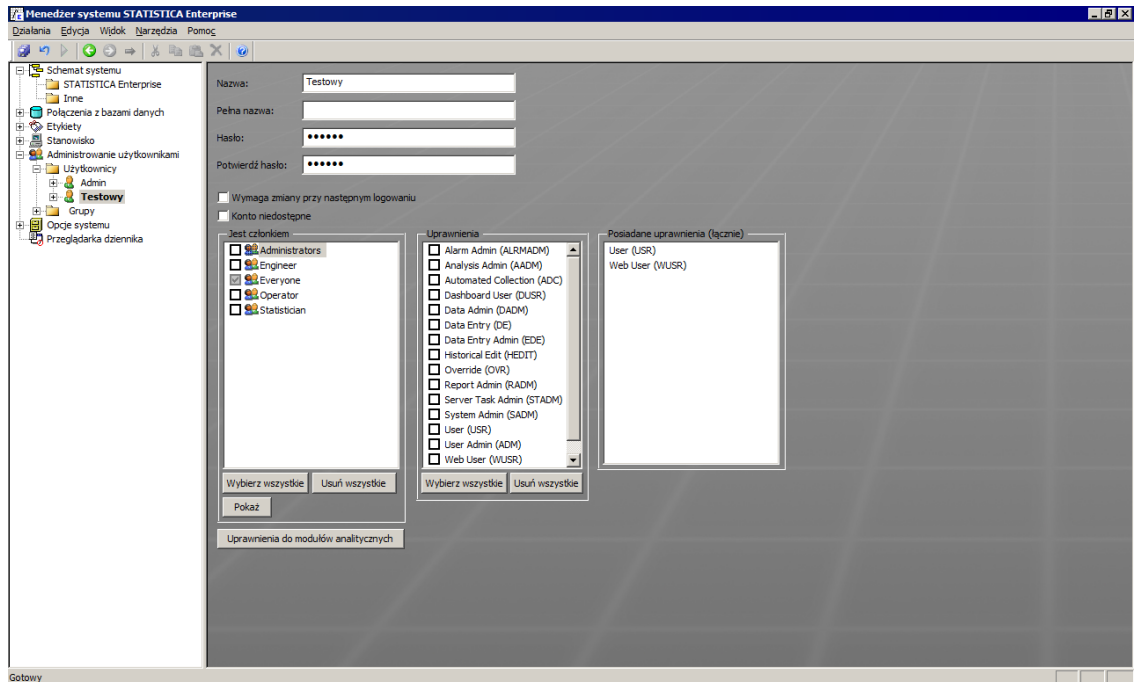 Menedżer systemu STATISTICA Enterprise
Działania Edycja Widok Narzędzia Pomoc
Schemat systemu
STATISTICA Enterprise
Inne
Połączenia z bazami danych
Etykiety
Stanowisko
Administrowanie użytkownikami
Użytkownicy
Admin
Testowy
Grupy
Opcje systemu
Przeglądarka dziennika
Nazwa: Testowy
Pełna nazwa:
Hasło: ••••••
Potwierdź hasło: ••••••
Wymaga zmiany przy następnym logowaniu
Konto niedostępne
Jest członkiem
Administrators
Engineer
Everyone
Operator
Statistician
Wybierz wszystkie Usuń wszystkie
Pokaż
Uprawnienia do modułów analitycznych
Uprawnienia
Alarm Admin (ALRMADM)
Analysis Admin (AADM)
Automated Collection (ADC)
Dashboard User (DUSR)
Data Admin (DADM)
Data Entry (DE)
Data Entry Admin (EDE)
Historical Edit (HEDIT)
Override (OVR)
Report Admin (RADM)
Server Task Admin (STADM)
System Admin (SADM)
User (USR)
User Admin (ADM)
Web User (WUSR)
Wybierz wszystkie Usuń wszystkie
Posiadane uprawnienia (łącznie)
User (USR)
Web User (WUSR)
Gotowy